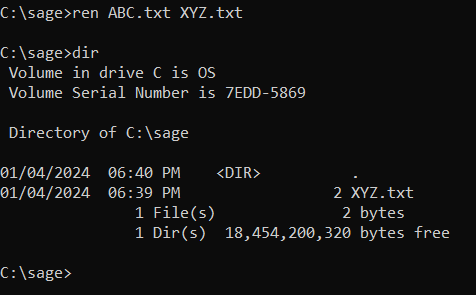 C:\sage>ren ABC.txt XYZ.txt
C:\sage>dir
Volume in drive C is OS
Volume Serial Number is 7EDD-5869
Directory of C:\sage
01/04/2024  06:40 PM    <DIR>          .
01/04/2024  06:39 PM                 2 XYZ.txt
1 File(s)              2 bytes
1 Dir(s)  18,454,200,320 bytes free
C:\sage>